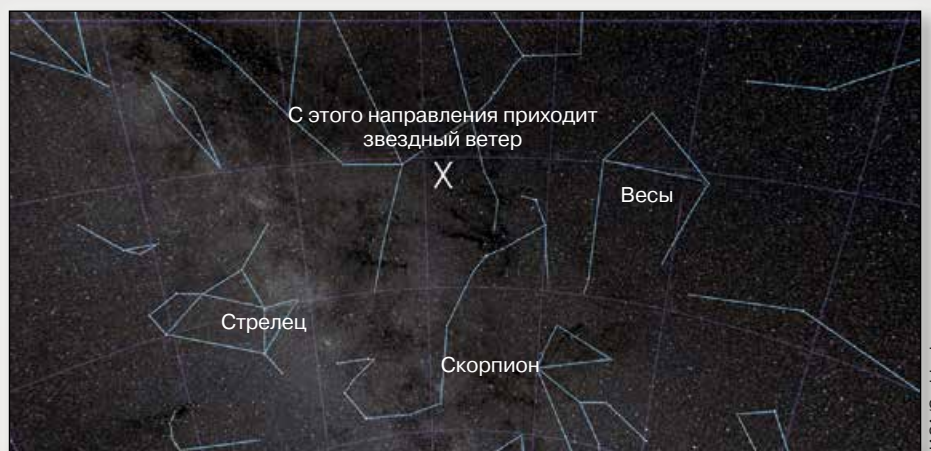 С этого направления приходит
звездный ветер
X
Весы
Стрелец
Скорпион